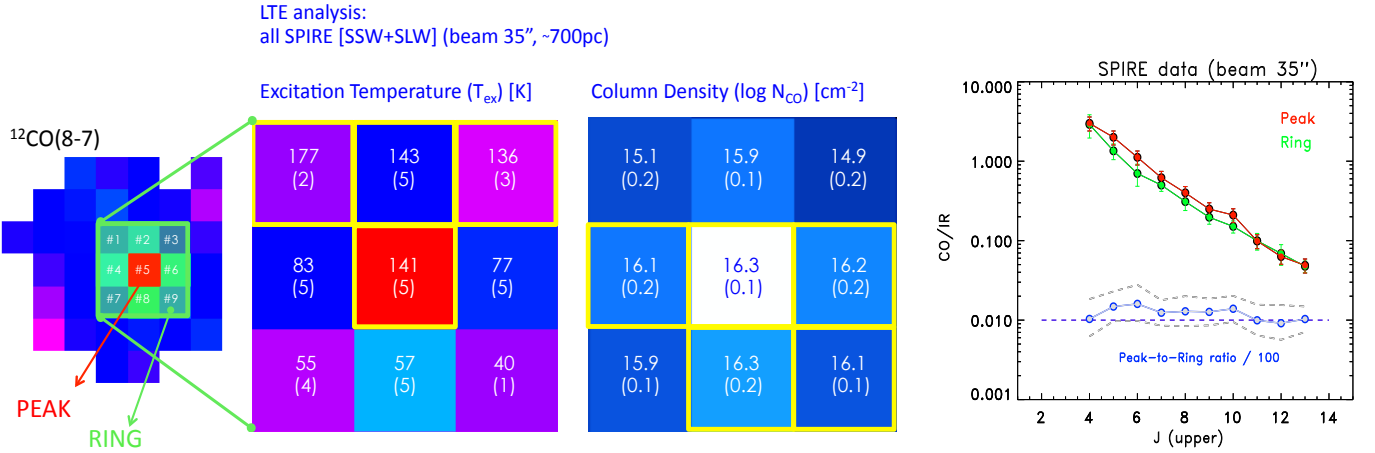 LTE analysis:
all SPIRE [SSW+SLW] (beam 35”, ~700pc)
Excitation Temperature (Tex) [K]
Column Density (log NCO) [cm-2]
12CO(8-7)
#1 #2 #3
#4 #5 #6
#7 #8 #9
PEAK
RING
177 143 136
(2) (5) (3)
83 141 77
(5) (5) (5)
55 57 40
(4) (5) (1)
15.1 15.9 14.9
(0.2) (0.1) (0.2)
16.1 16.3 16.2
(0.2) (0.1) (0.2)
15.9 16.3 16.1
(0.1) (0.2) (0.1)
SPIRE data (beam 35'')
10.000
1.000
0.100
0.010
0.001
CO/IR
Peak
Ring
Peak-to-Ring ratio / 100
2 4 6 8 10 12 14
J (upper)